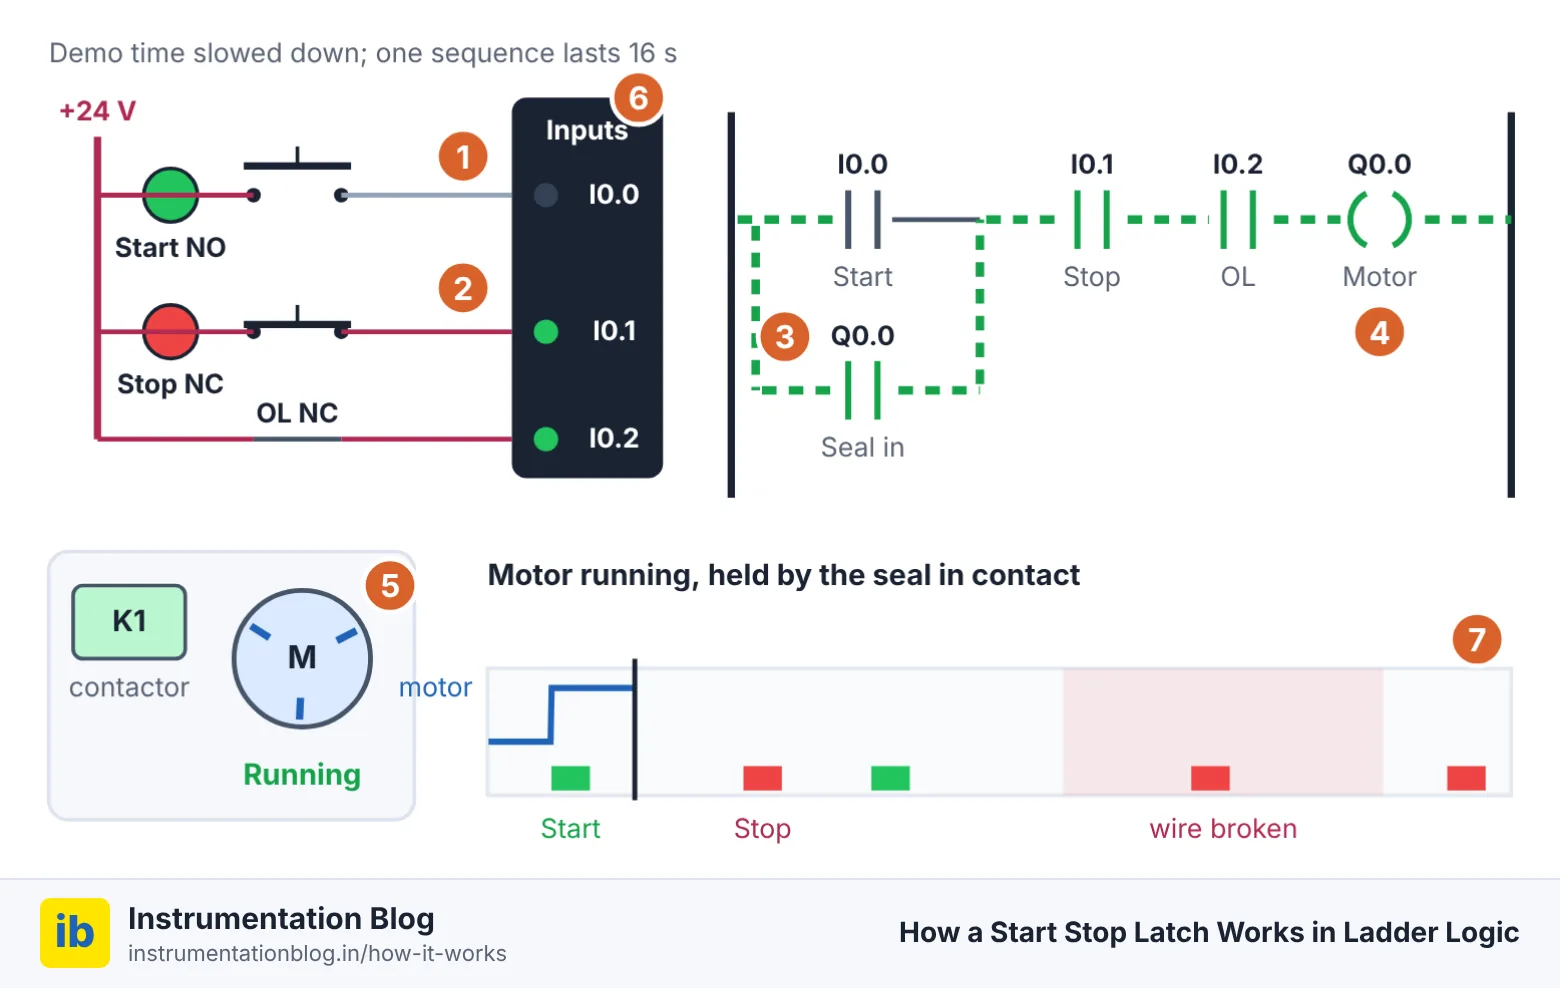 Demo time slowed down; one sequence lasts 16 s
+24 V
6
Inputs
1
I0.0
Start NO
2
I0.1
Stop NC
OL NC
I0.2
I0.0
I0.1
I0.2
Q0.0
Start
Stop
OL
Motor
3
Q0.0
4
Seal in
5
K1
M
contactor
motor
Running
Motor running, held by the seal in contact
7
Start
Stop
wire broken
ib
Instrumentation Blog
instrumentationblog.in/how-it-works
How a Start Stop Latch Works in Ladder Logic